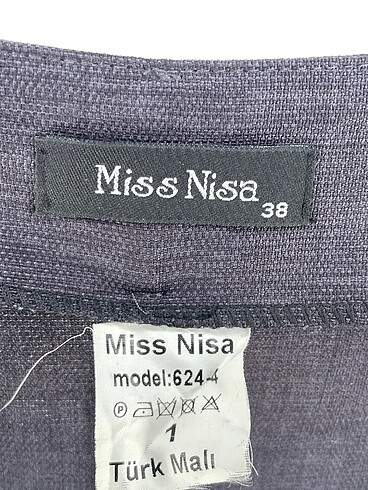 Miss Nisa
38
Miss Nisa
model:624-4
P
1
Türk Malı